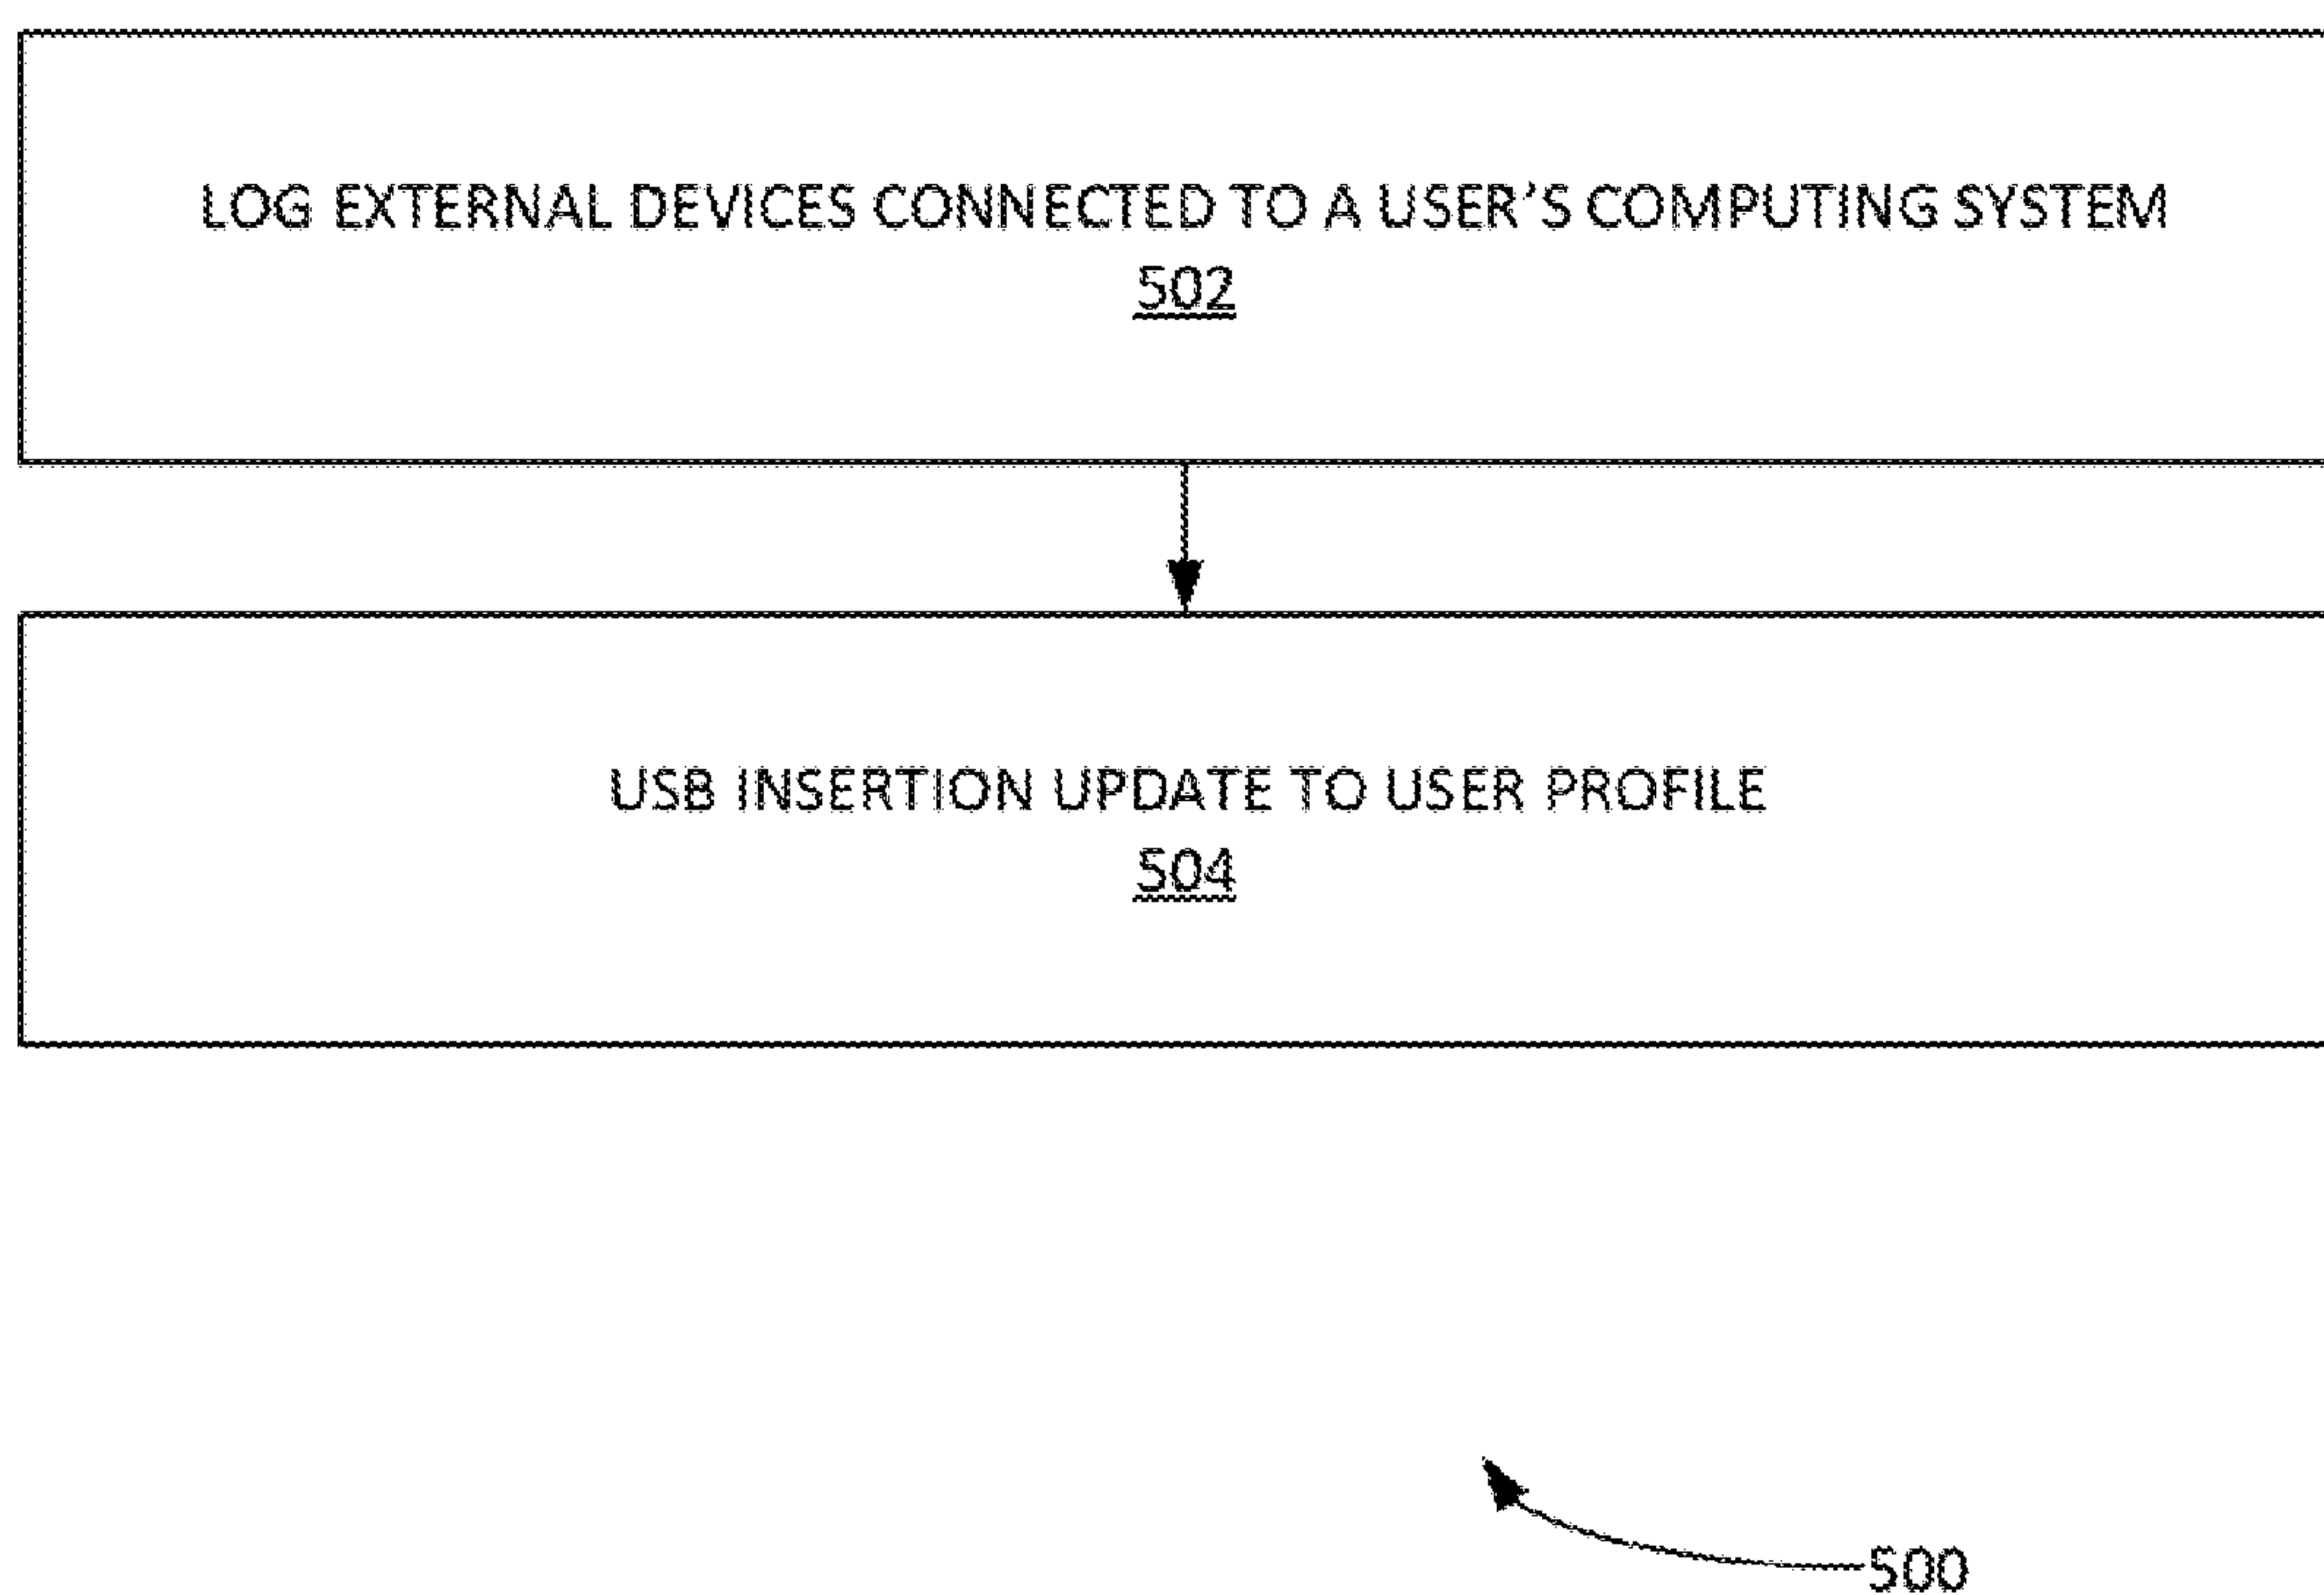 LOG EXTERNAL DEVICES CONNECTED TO A USER’S COMPUTING SYSTEM
502
USB INSERTION UPDATE TO USER PROFILE
504
500